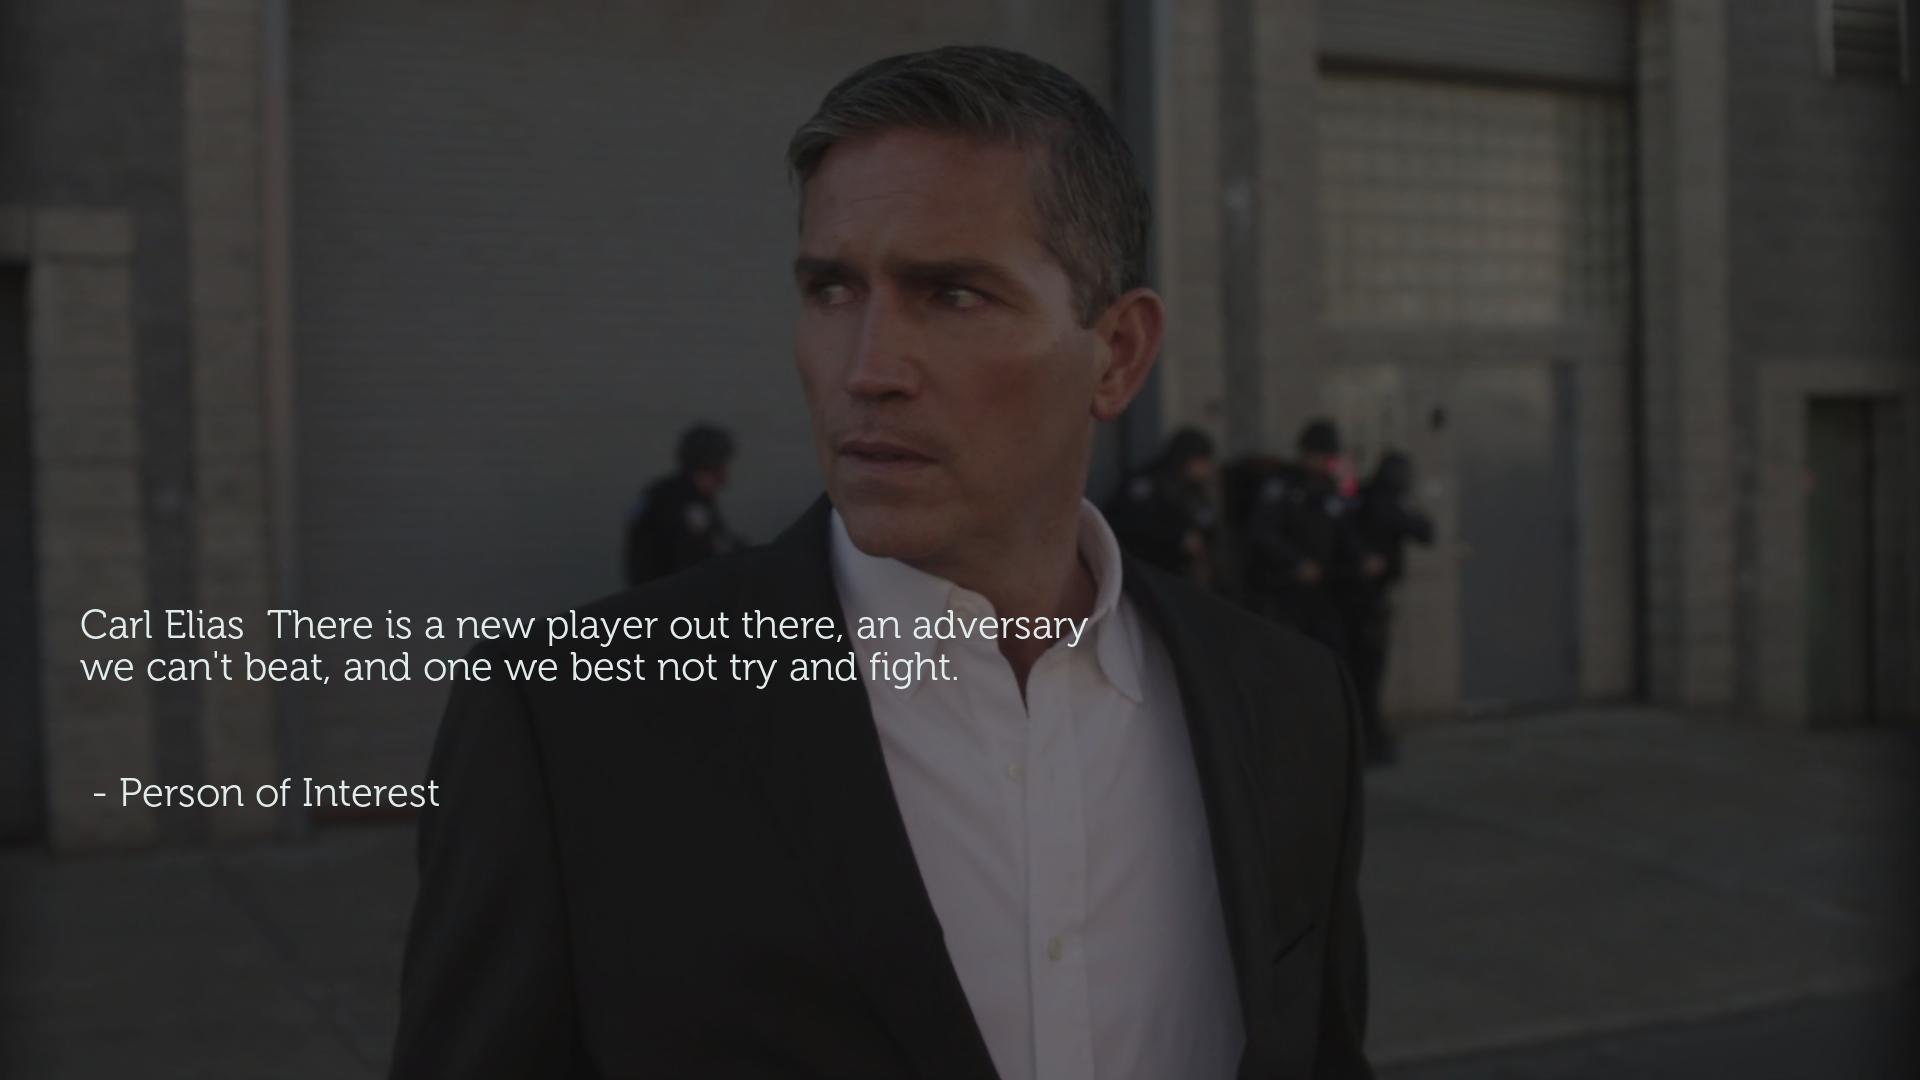 Carl Elias  There is a new player out there, an adversary
we can't beat, and one we best not try and fight.
- Person of Interest